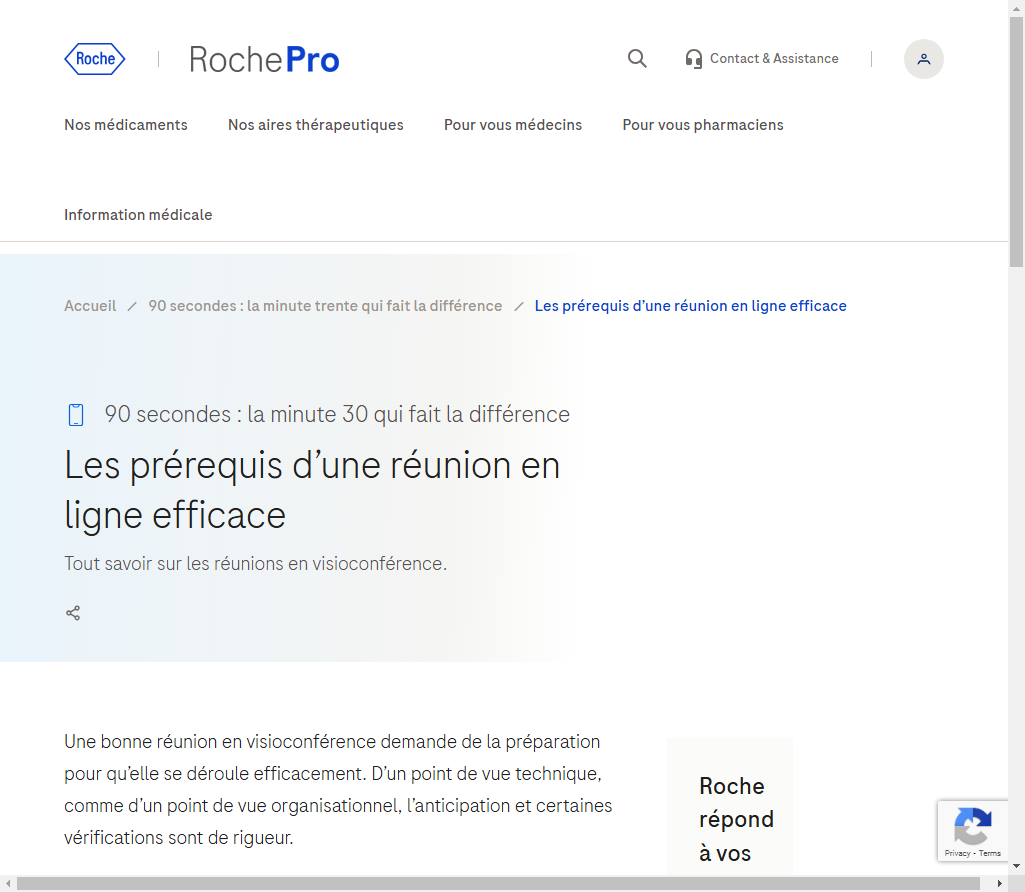 Roche
RochePro
Contact & Assistance
Nos médicaments
Nos aires thérapeutiques
Pour vous médecins
Pour vous pharmaciens
Information médicale
Accueil / 90 secondes : la minute trente qui fait la différence / Les prérequis d’une réunion en ligne efficace
90 secondes : la minute 30 qui fait la différence
Les prérequis d’une réunion en
ligne efficace
Tout savoir sur les réunions en visioconférence.
Une bonne réunion en visioconférence demande de la préparation
pour qu’elle se déroule efficacement. D’un point de vue technique,
comme d’un point de vue organisationnel, l’anticipation et certaines
vérifications sont de rigueur.
Roche
répond
à vos
Privacy - Terms